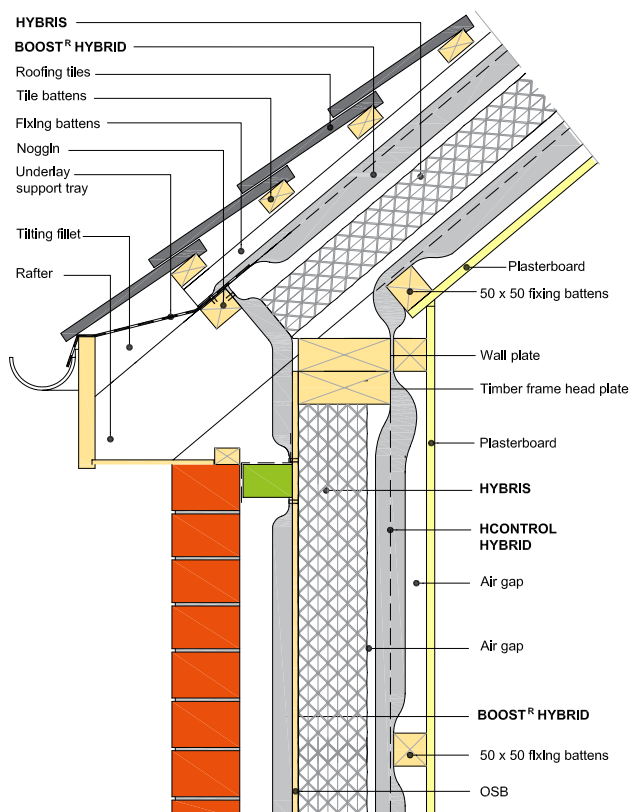 HYBRIS
BOOST R HYBRID
Roofing tiles
Tile battens
Fixing battens
Noggin
Underlay
support tray
Tilting fillet
Rafter
Plasterboard
50 x 50 fixing battens
Wall plate
Timber frame head plate
Plasterboard
HYBRIS
HCONTROL
HYBRID
Air gap
Air gap
BOOST R HYBRID
50 x 50 fixing battens
OSB